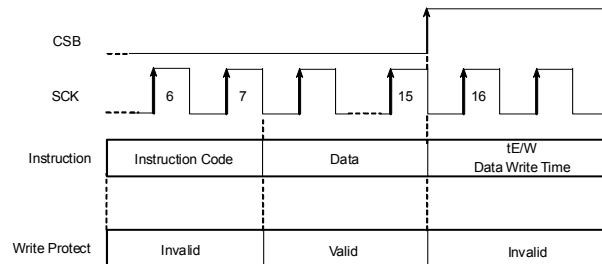 CSB
SCK
6 7 15 16
Instruction
Instruction Code Data tE/W
Data Write Time
Write Protect
Invalid Valid Invalid